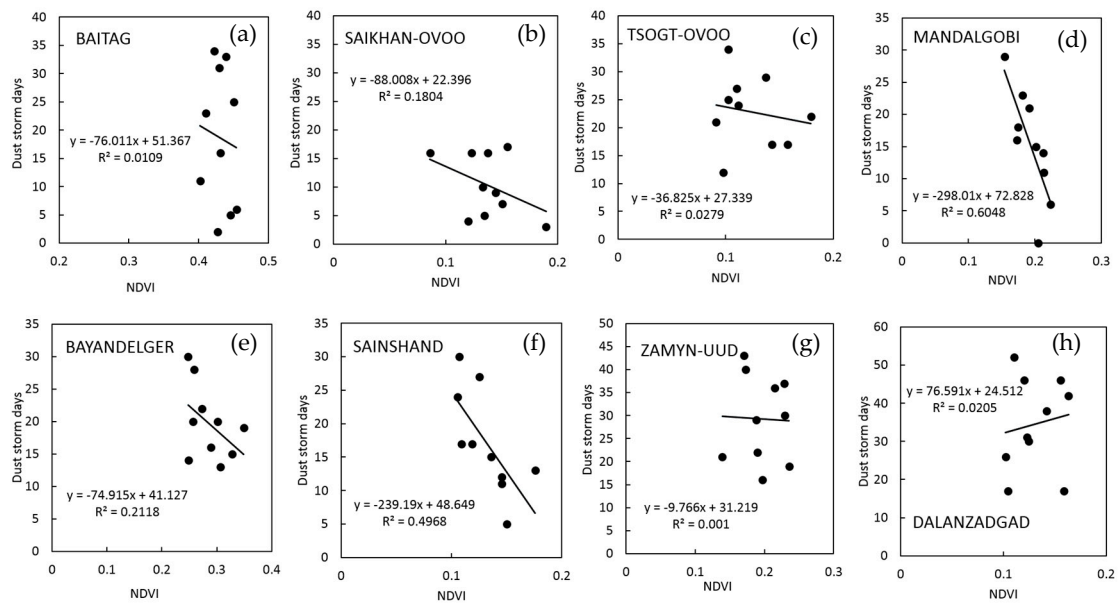 BAITAG
(a)
y = -76.011x + 51.367
R² = 0.0109
Dust storm days
40
35
30
25
20
15
10
5
0
0.2
0.2
0.3
0.4
0.5
NDVI
SAIKHAN-OVOO
(b)
y = -88.008x + 22.396
R² = 0.1804
Dust storm days
40
35
30
25
20
15
10
5
0
0
0.1
0.2
NDVI
TSOGT-OVOO
(c)
y = -36.825x + 27.339
R² = 0.0279
Dust storm days
40
35
30
25
20
15
10
5
0
0
0.1
0.2
NDVI
MANDALGOBI
(d)
y = -298.01x + 72.828
R² = 0.6048
Dust storm days
35
30
25
20
15
10
5
0
0
0.1
0.2
0.3
NDVI
BAYANDELGER
(e)
y = -74.915x + 41.127
R² = 0.2118
Dust storm days
35
30
25
20
15
10
5
0
0
0.1
0.2
0.3
0.4
NDVI
SAINSHAND
(f)
y = -239.19x + 48.649
R² = 0.4968
Dust storm days
35
30
25
20
15
10
5
0
0
0.1
0.2
NDVI
ZAMYN-UUD
(g)
y = -9.766x + 31.219
R² = 0.001
Dust storm days
50
45
40
35
30
25
20
15
10
5
0
0
0.1
0.2
0.3
NDVI
(h)
76.591x + 24.512
R² = 0.0205
DALANZADGAD
Dust storm days
60
50
40
30
20
10
0
0
0.1
0.2
NDVI